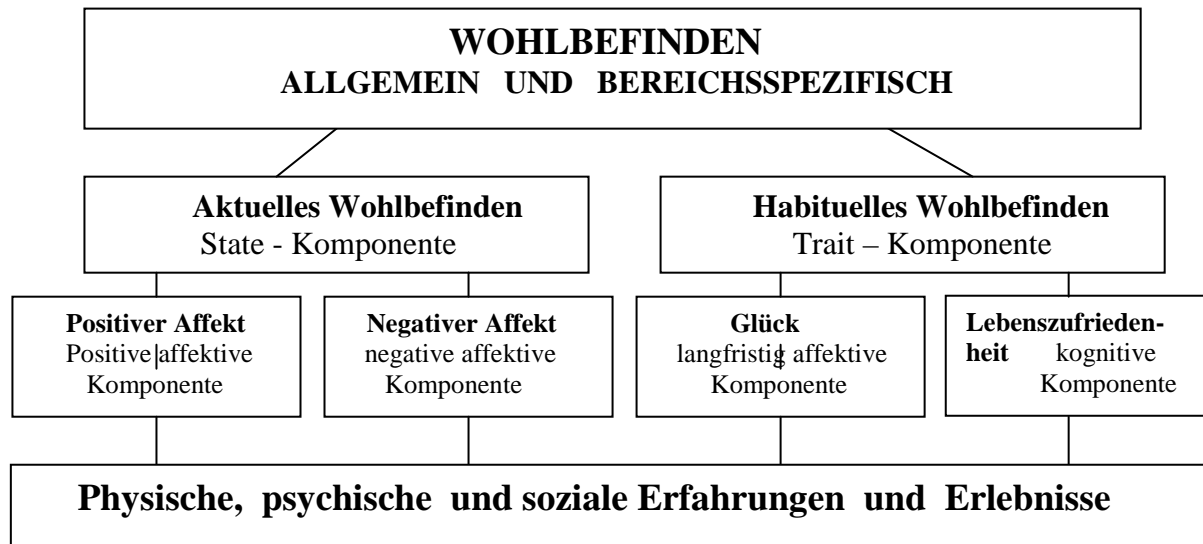 WOHLBEFINDEN
ALLGEMEIN UND BEREICHSSPEZIFISCH
Aktuelles Wohlbefinden
State - Komponente
Habituelles Wohlbefinden
Trait – Komponente
Positiver Affekt
Positive affektive
Komponente
Negativer Affekt
negative affektive
Komponente
Glück
langfristig affektive
Komponente
Lebenszufrieden-
heit kognitive
Komponente
Physische, psychische und soziale Erfahrungen und Erlebnisse